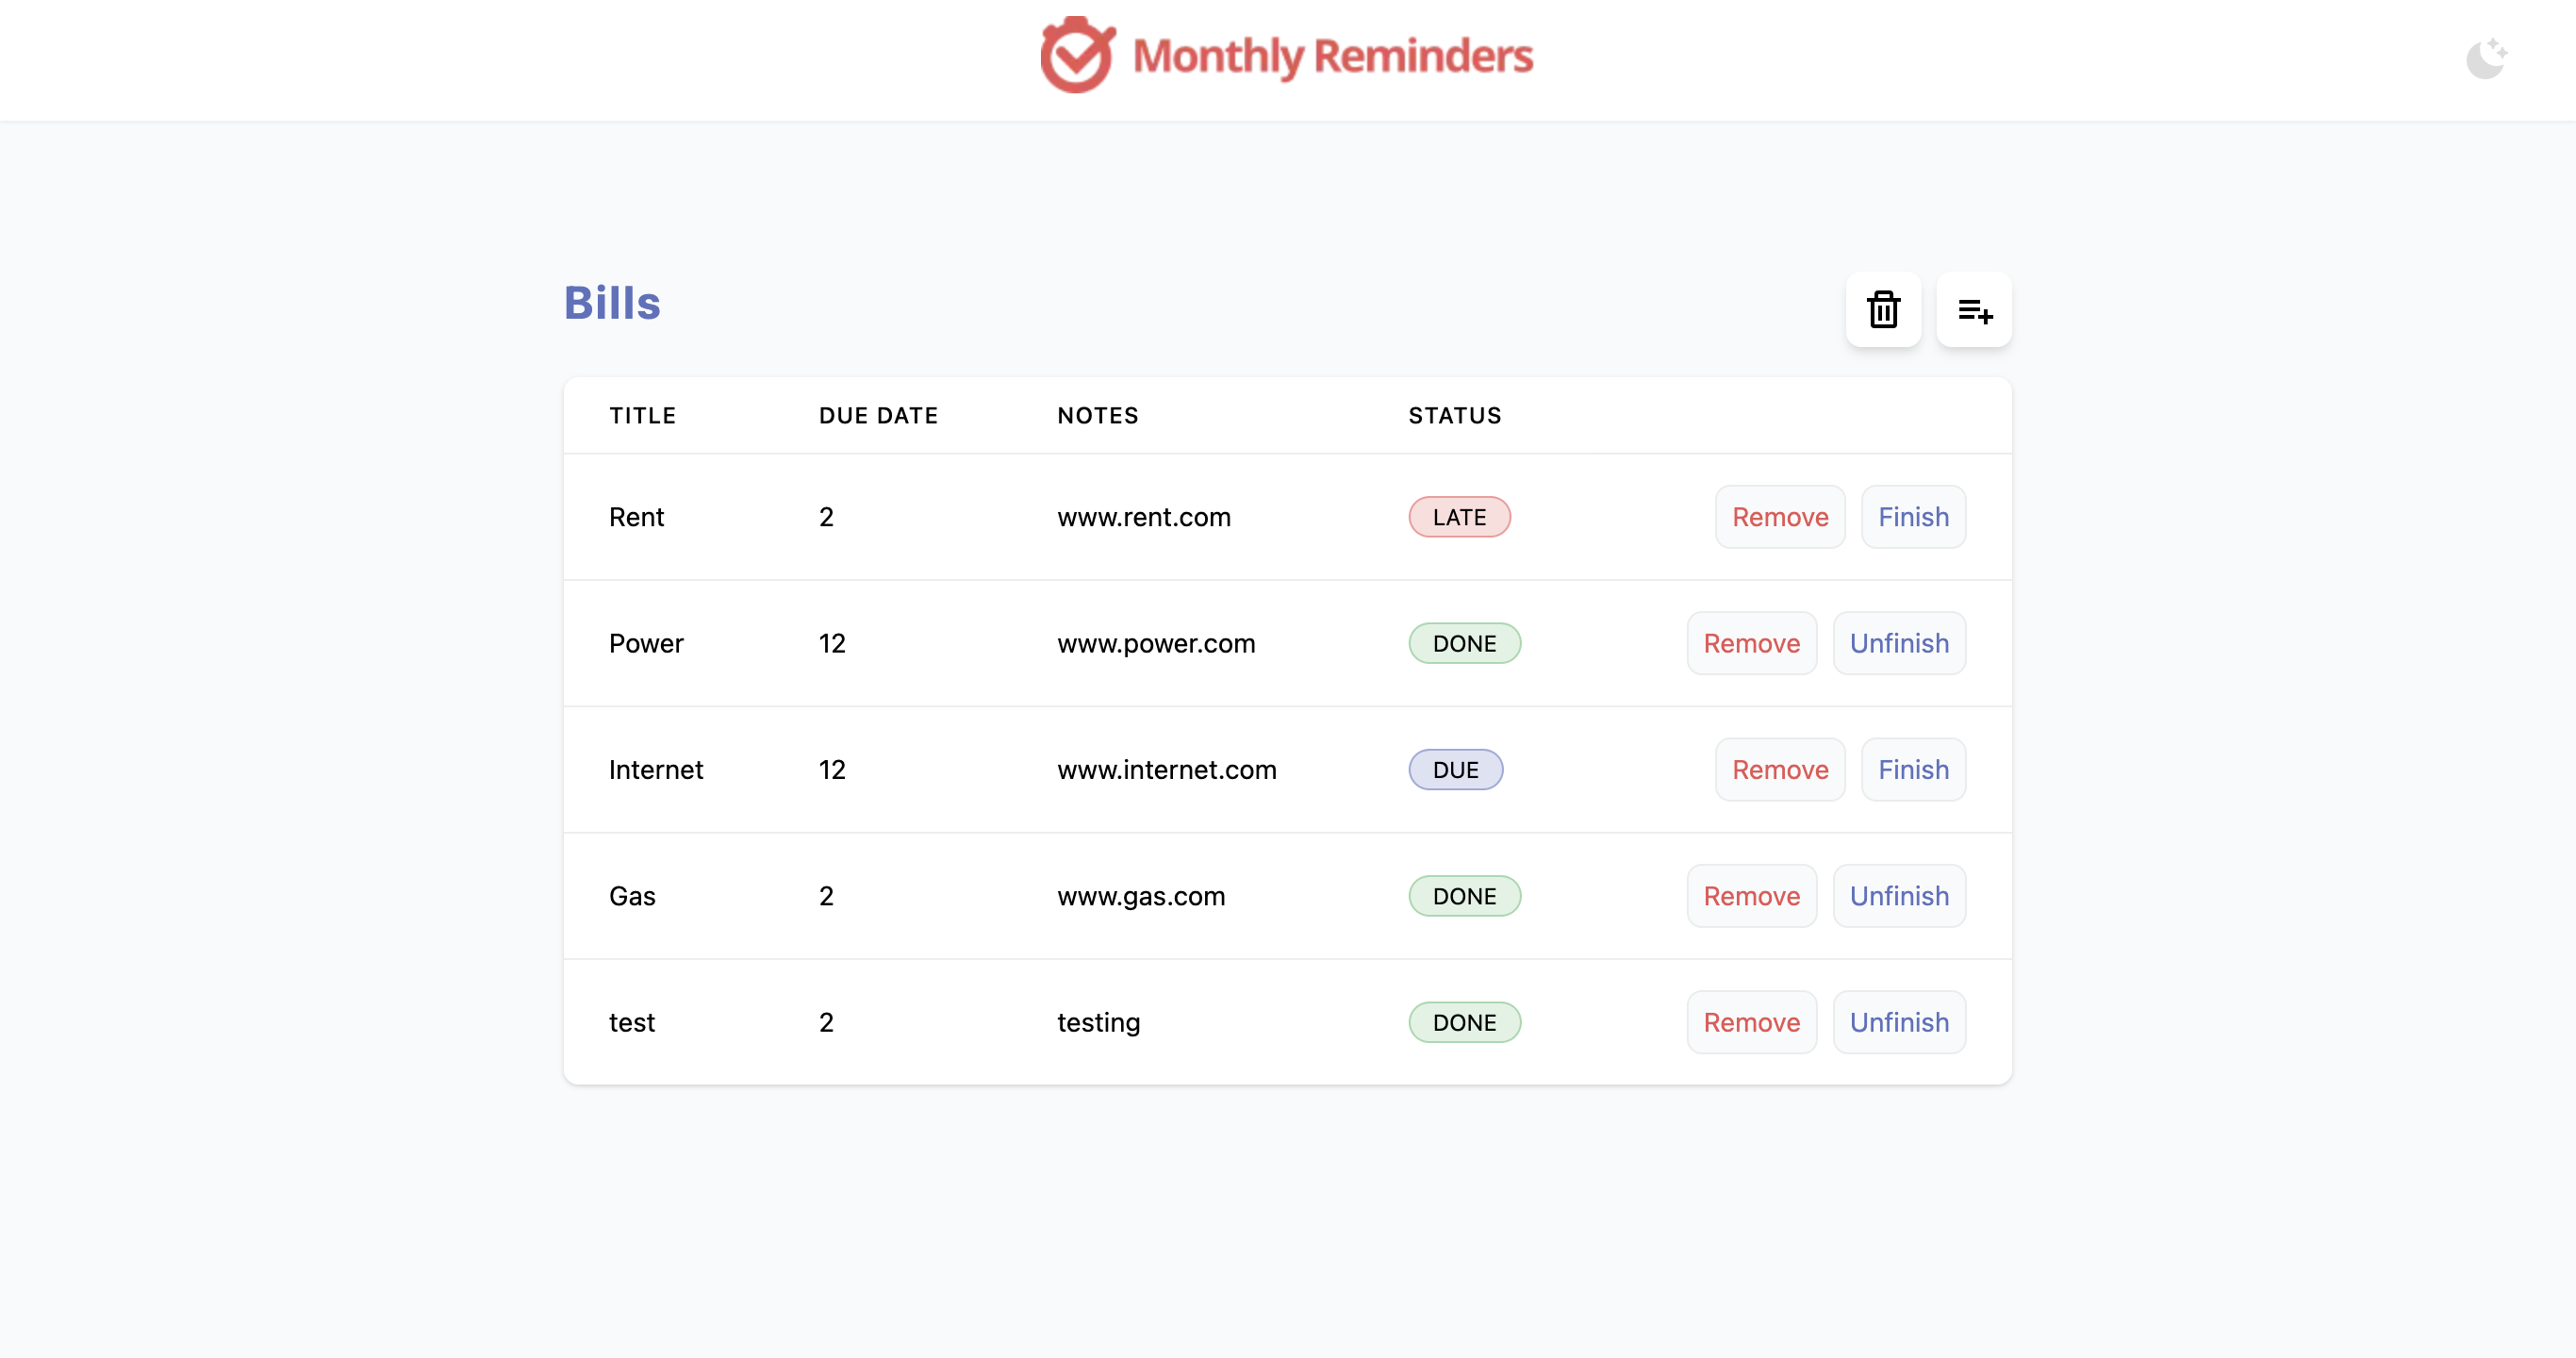 Monthly Reminders
Bills
TITLE DUE DATE NOTES STATUS
Rent 2 www.rent.com LATE Remove Finish
Power 12 www.power.com DONE Remove Unfinish
Internet 12 www.internet.com DUE Remove Finish
Gas 2 www.gas.com DONE Remove Unfinish
test 2 testing DONE Remove Unfinish